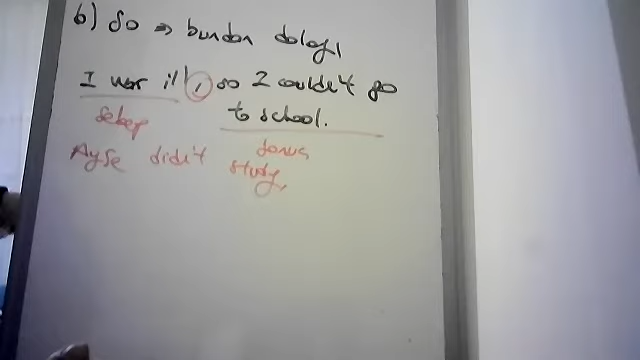 b) So => bundan dolayı
I was ill, so I couldn't go
to school.
sebep
sonuç
Ayşe didn't study,